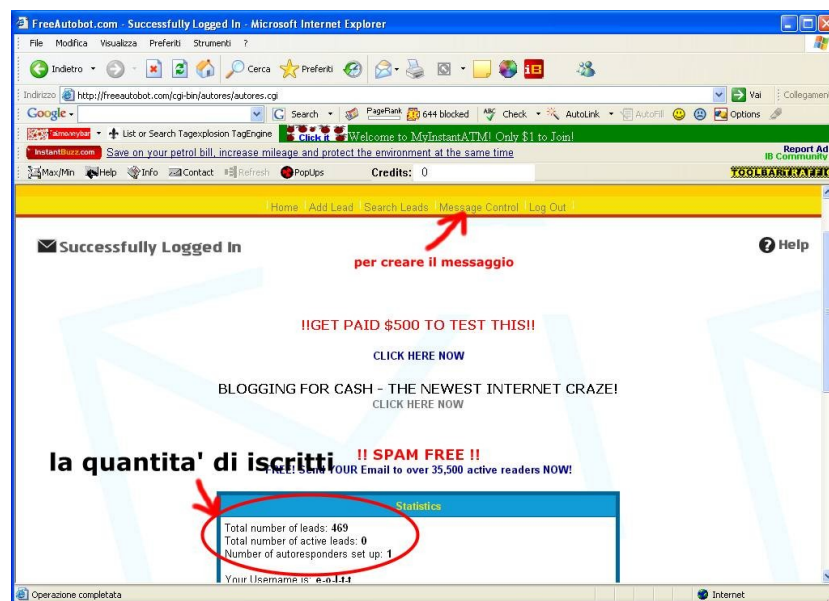 FreeAutobot.com - Successfully Logged In - Microsoft Internet Explorer
File Modifica Visualizza Preferiti Strumenti ?
Indietro Cerca Preferiti
Indirizzo http://freeautobot.com/cgi-bin/autores/autores.cgi Vai Collegamen
Google Search PageRank 644 blocked Check AutoLink AutoFill Options
List or Search Tagexplosion TagEngine Click it Welcome to MyInstantATM! Only $1 to Join!
InstantBuzz.com Save on your petrol bill, increase mileage and protect the environment at the same time Report Ad
IB Community
Max/Min Help Info Contact Refresh PopUps Credits: 0
Home Add Lead Search Leads Message Control Log Out
Successfully Logged In Help
per creare il messaggio
!!GET PAID $500 TO TEST THIS!!
CLICK HERE NOW
BLOGGING FOR CASH - THE NEWEST INTERNET CRAZE!
CLICK HERE NOW
!! SPAM FREE !!
la quantita' di iscritti
FREE! Send YOUR Email to over 35,500 active readers NOW!
Statistics
Total number of leads: 469
Total number of active leads: 0
Number of autoresponders set up: 1
Your Username is: e-o-l-t-t
Operazione completata Internet